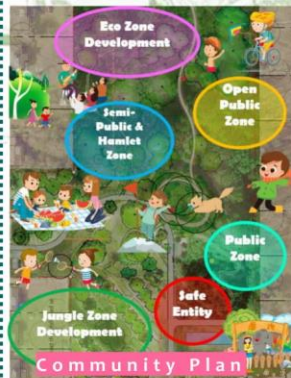 Eco Zone
Development
Open
Public
Zone
Semi-
Public &
Hamlet
Zone
Public
Zone
Safe
Entity
Jungle Zone
Development
Community Plan